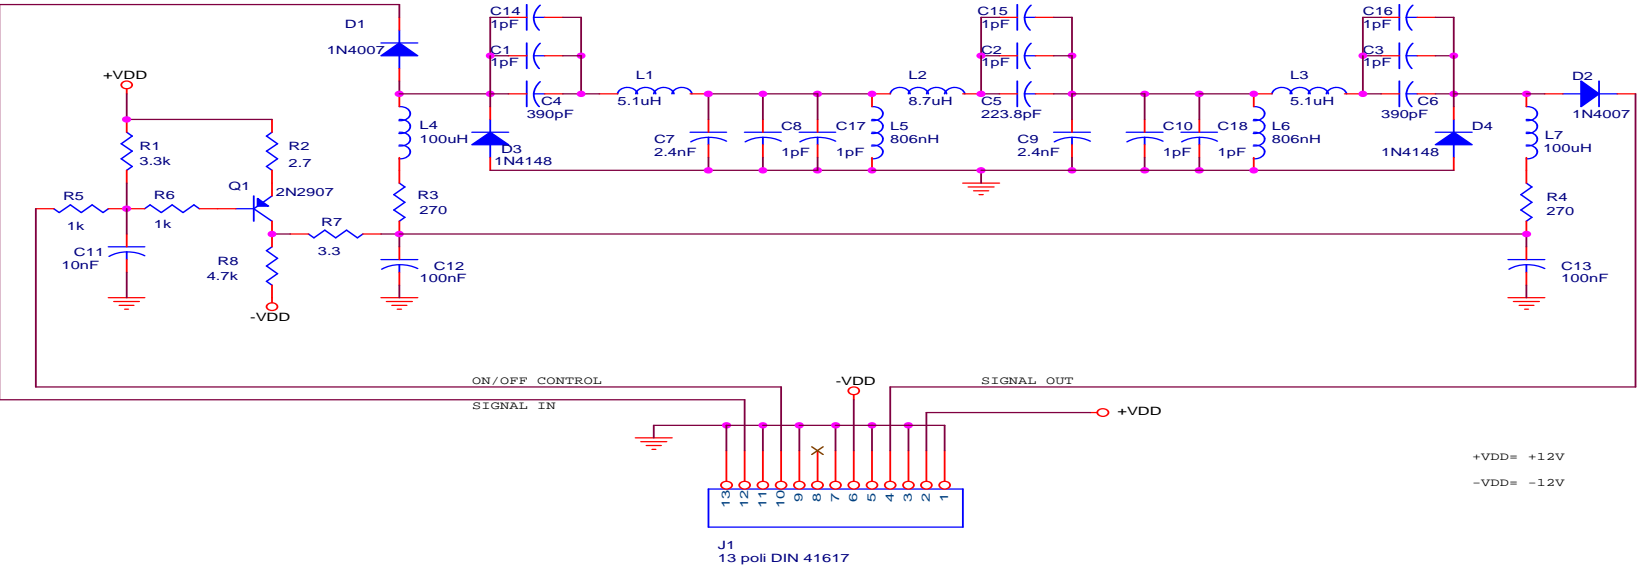 C14
1pF
C15
1pF
C16
1pF
D1
1N4007
C1
1pF
C2
1pF
C3
1pF
+VDD
L1
5.1uH
L2
8.7uH
L3
5.1uH
D2
1N4007
C4
390pF
C5
223.8pF
C6
390pF
R1
3.3k
R2
2.7
L4
100uH
D3
1N4148
C7
2.4nF
C8
1pF
C17
1pF
L5
806nH
C9
2.4nF
C10
1pF
C18
1pF
L6
806nH
D4
1N4148
L7
100uH
R5
1k
R6
1k
Q1
2N2907
R3
270
R4
270
R7
3.3
C11
10nF
R8
4.7k
C12
100nF
C13
100nF
-VDD
ON/OFF CONTROL
-VDD
SIGNAL OUT
SIGNAL IN
+VDD
+VDD= +12V
-VDD= -12V
13 12 11 10 9 8 7 6 5 4 3 2 1
J1
13 poli DIN 41617